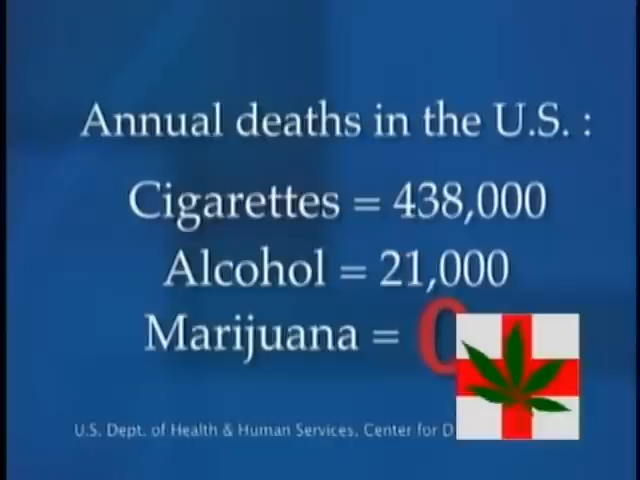 Annual deaths in the U.S. :
Cigarettes = 438,000
Alcohol = 21,000
Marijuana = 0
U.S. Dept. of Health & Human Services, Center for D